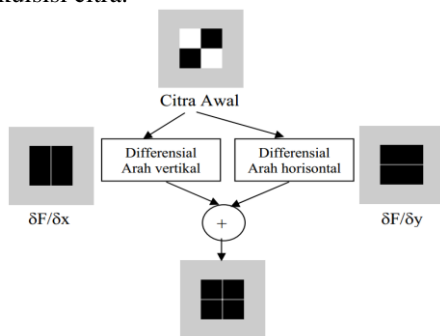 Citra Awal
Differensial
Arah vertikal
Differensial
Arah horisontal
δF/δx
δF/δy
+